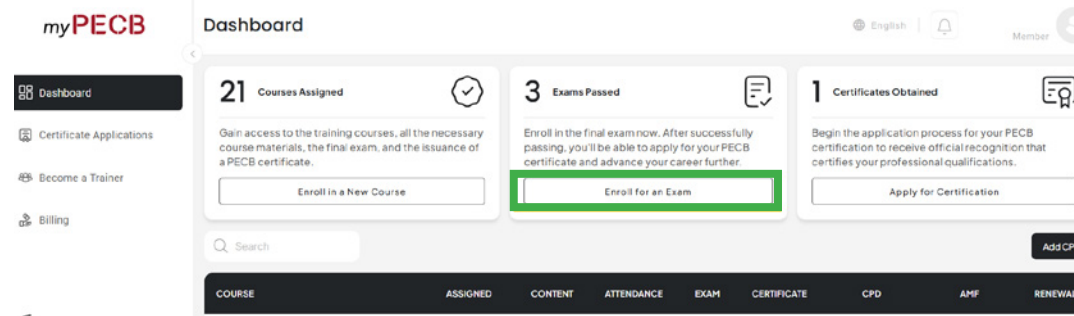 myPECB
Dashboard
English
Member
Dashboard
Certificate Applications
Become a Trainer
Billing
21 Courses Assigned
Gain access to the training courses, all the necessary
course materials, the final exam, and the issuance of
a PECB certificate.
Enroll in a New Course
3 Exams Passed
Enroll in the final exam now. After successfully
passing, you'll be able to apply for your PECB
certificate and advance your career further.
Enroll for an Exam
1 Certificates Obtained
Begin the application process for your PECB
certification to receive official recognition that
certifies your professional qualifications.
Apply for Certification
Search
Add CP
COURSE ASSIGNED CONTENT ATTENDANCE EXAM CERTIFICATE CPD AMF RENEWAL